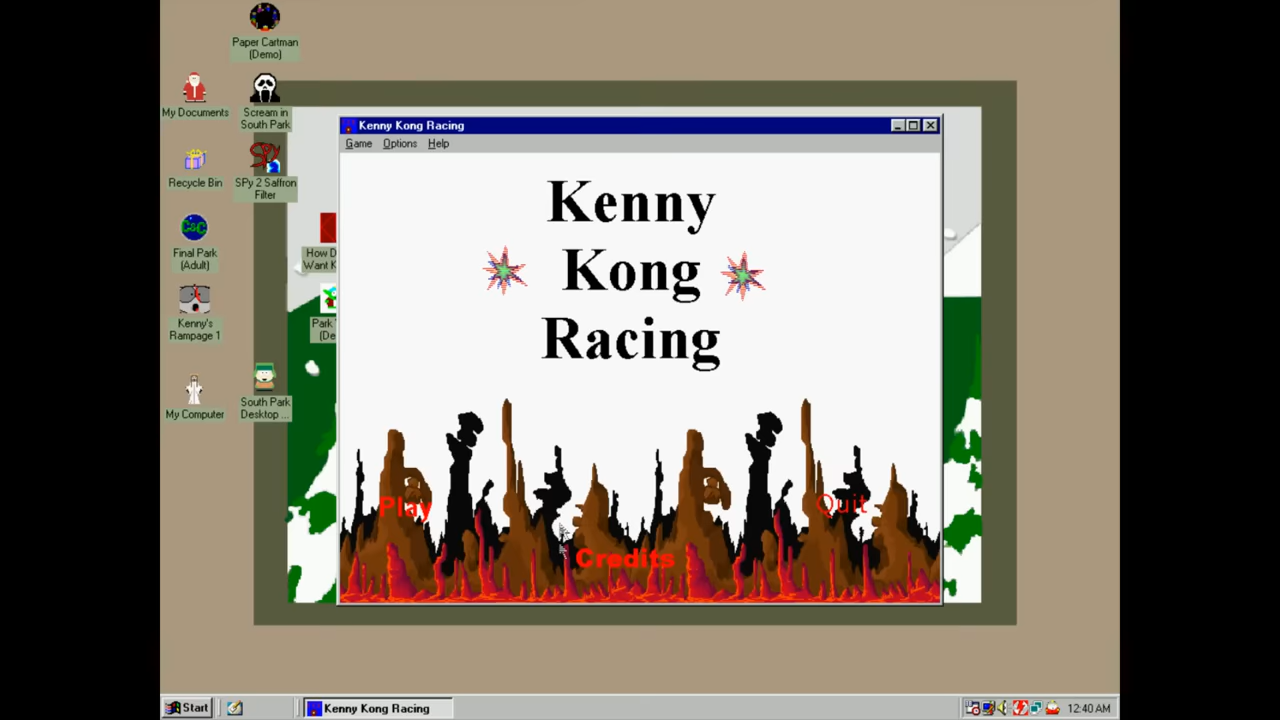 Paper Cartman
(Demo)
My Documents
Scream in
South Park
Recycle Bin
SPy 2 Saffron
Filter
Final Park
(Adult)
How D
Want K
Kenny's
Rampage 1
Park
(De
My Computer
South Park
Desktop ...
Kenny Kong Racing
Game Options Help
Kenny
Kong
Racing
Play
Quit
Credits
Start
Kenny Kong Racing
12:40 AM